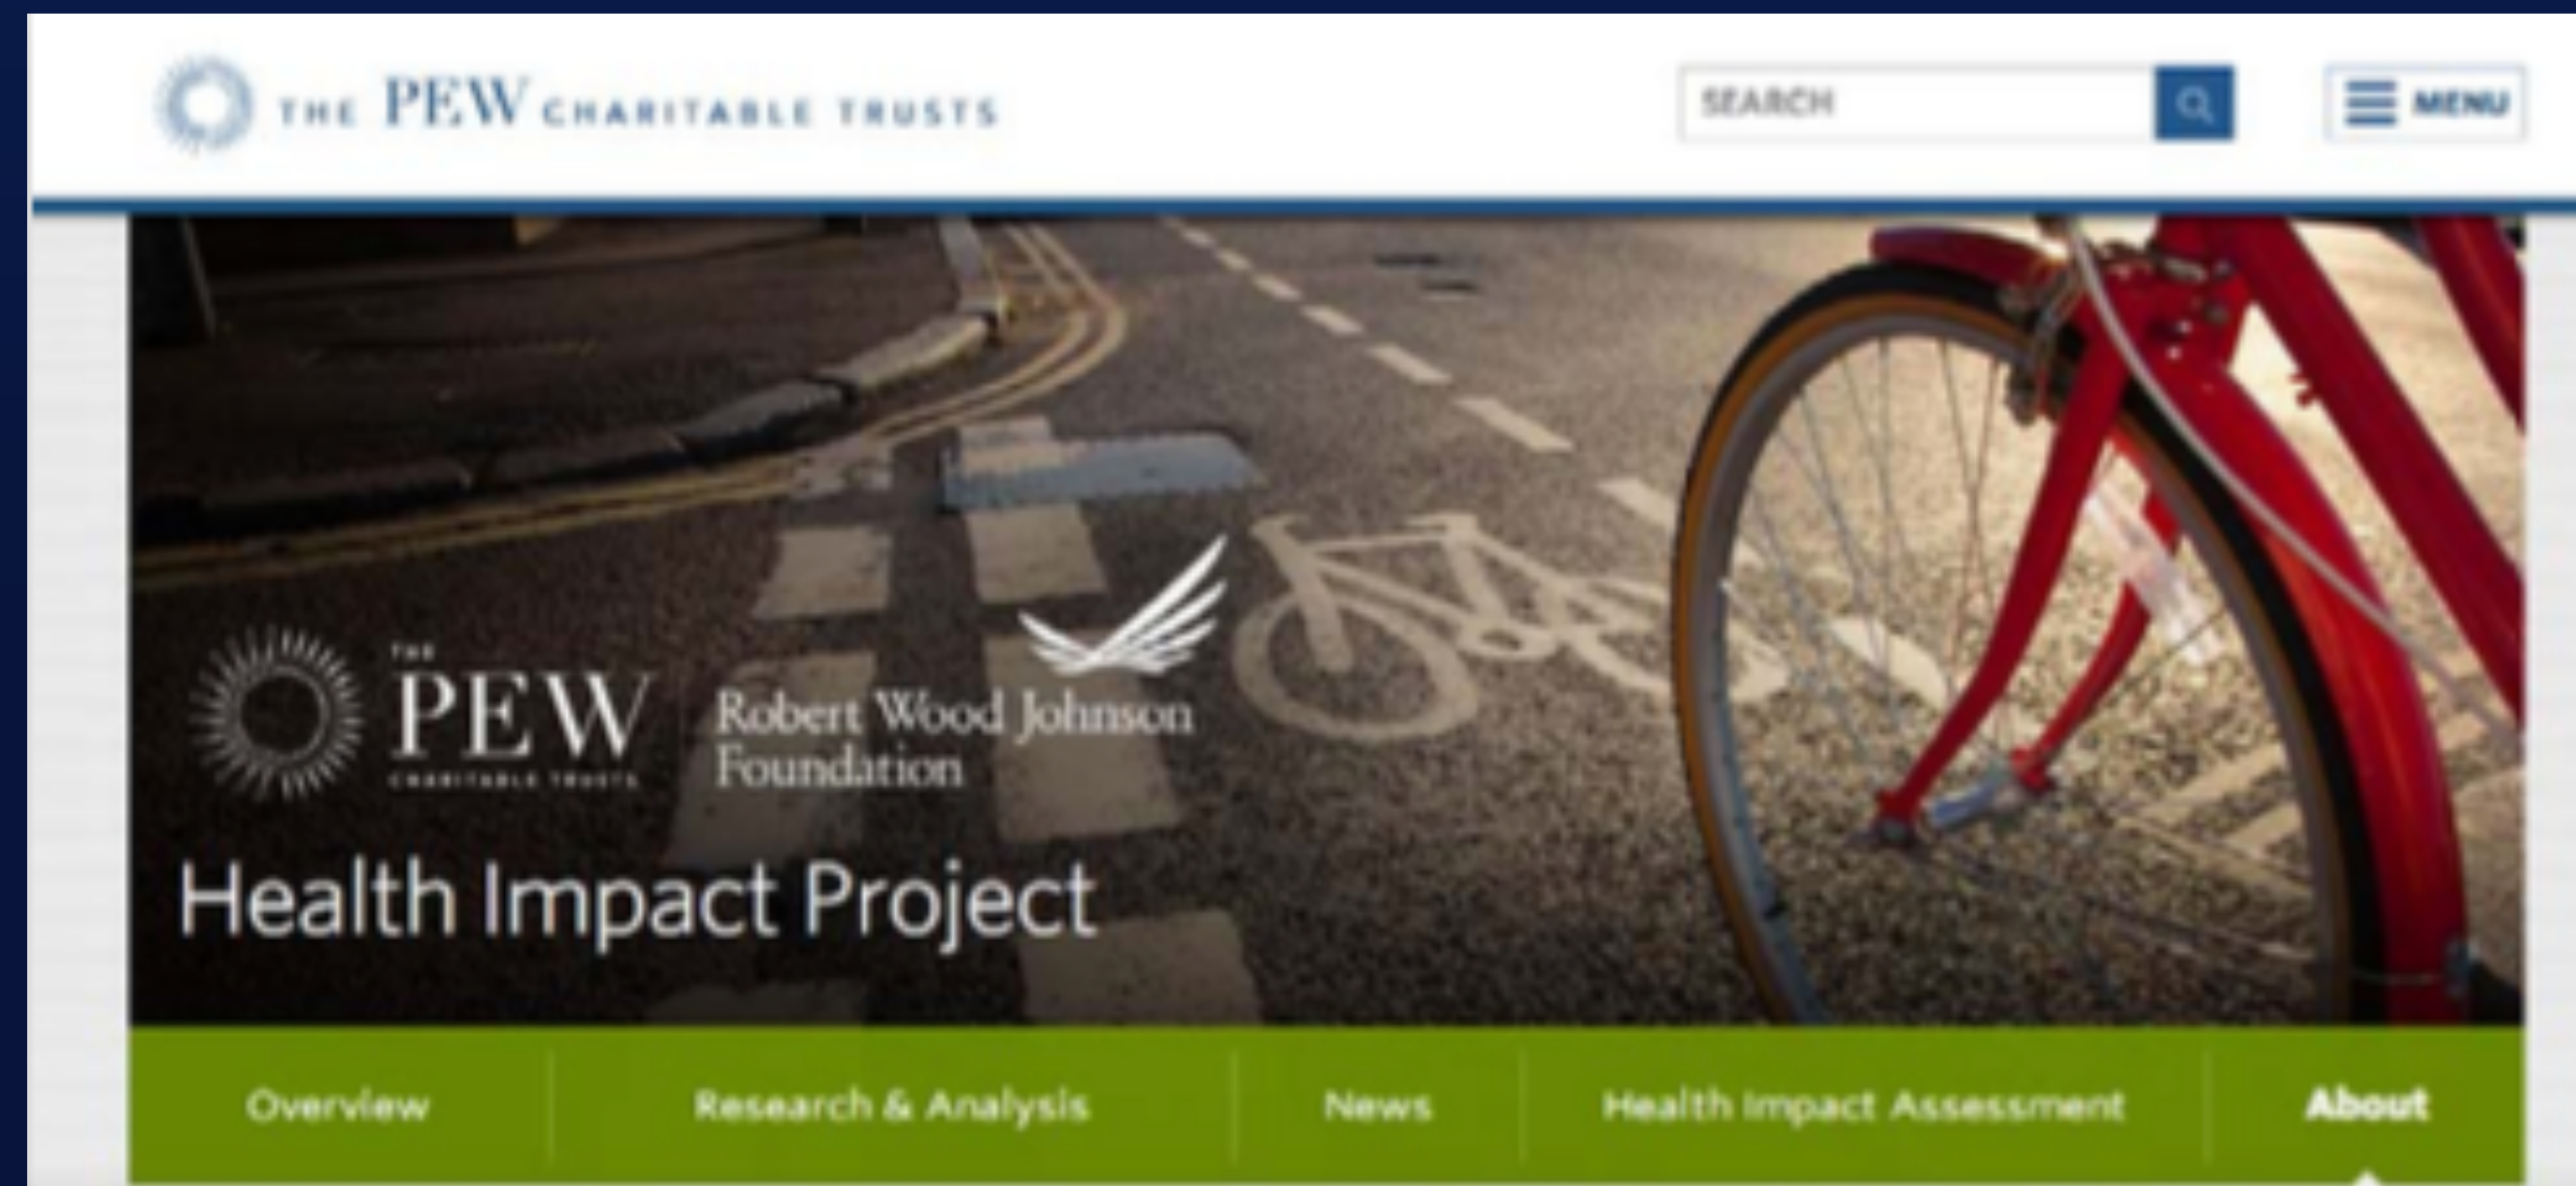 THE PEW CHARITABLE TRUSTS
SEARCH
MENU
THE
PEW
CHARITABLE TRUSTS
Robert Wood Johnson
Foundation
Health Impact Project
Overview
Research & Analysis
News
Health Impact Assessment
About